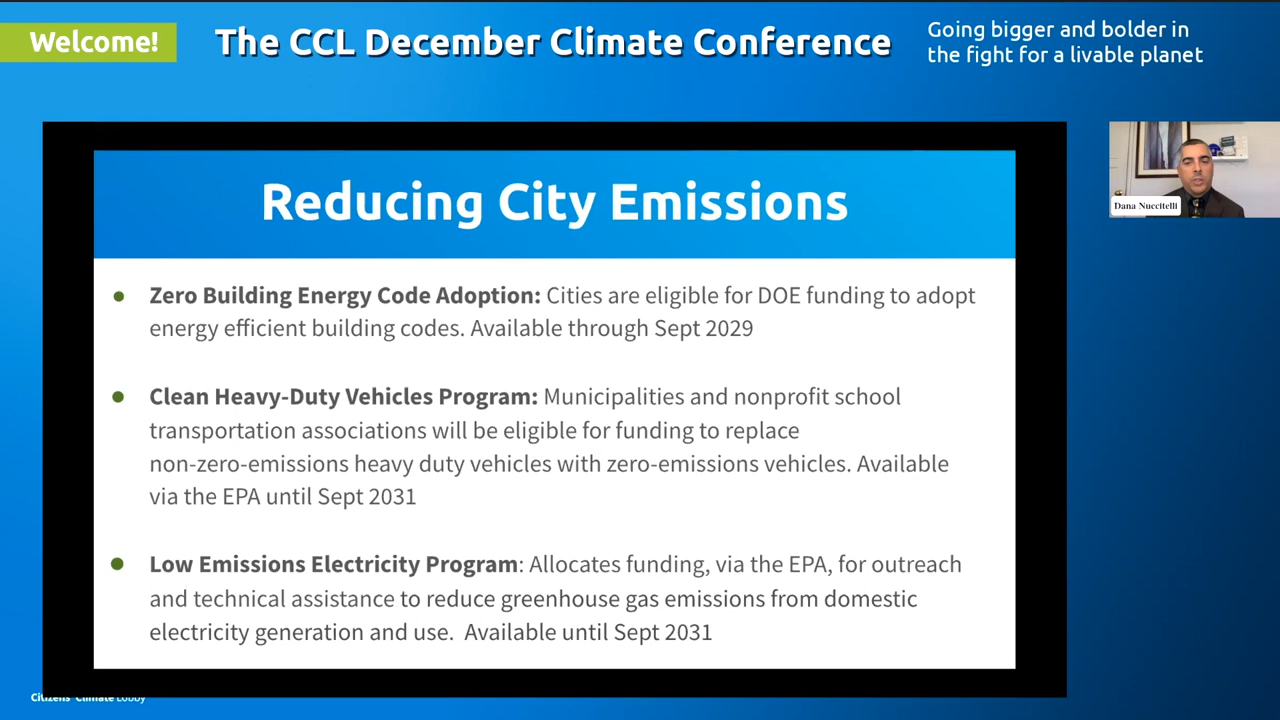 Welcome!
The CCL December Climate Conference
Going bigger and bolder in
the fight for a livable planet
Dana Nuccitelli
Reducing City Emissions
● Zero Building Energy Code Adoption: Cities are eligible for DOE funding to adopt
energy efficient building codes. Available through Sept 2029
● Clean Heavy-Duty Vehicles Program: Municipalities and nonprofit school
transportation associations will be eligible for funding to replace
non-zero-emissions heavy duty vehicles with zero-emissions vehicles. Available
via the EPA until Sept 2031
● Low Emissions Electricity Program: Allocates funding, via the EPA, for outreach
and technical assistance to reduce greenhouse gas emissions from domestic
electricity generation and use. Available until Sept 2031
Citizens' Climate Lobby